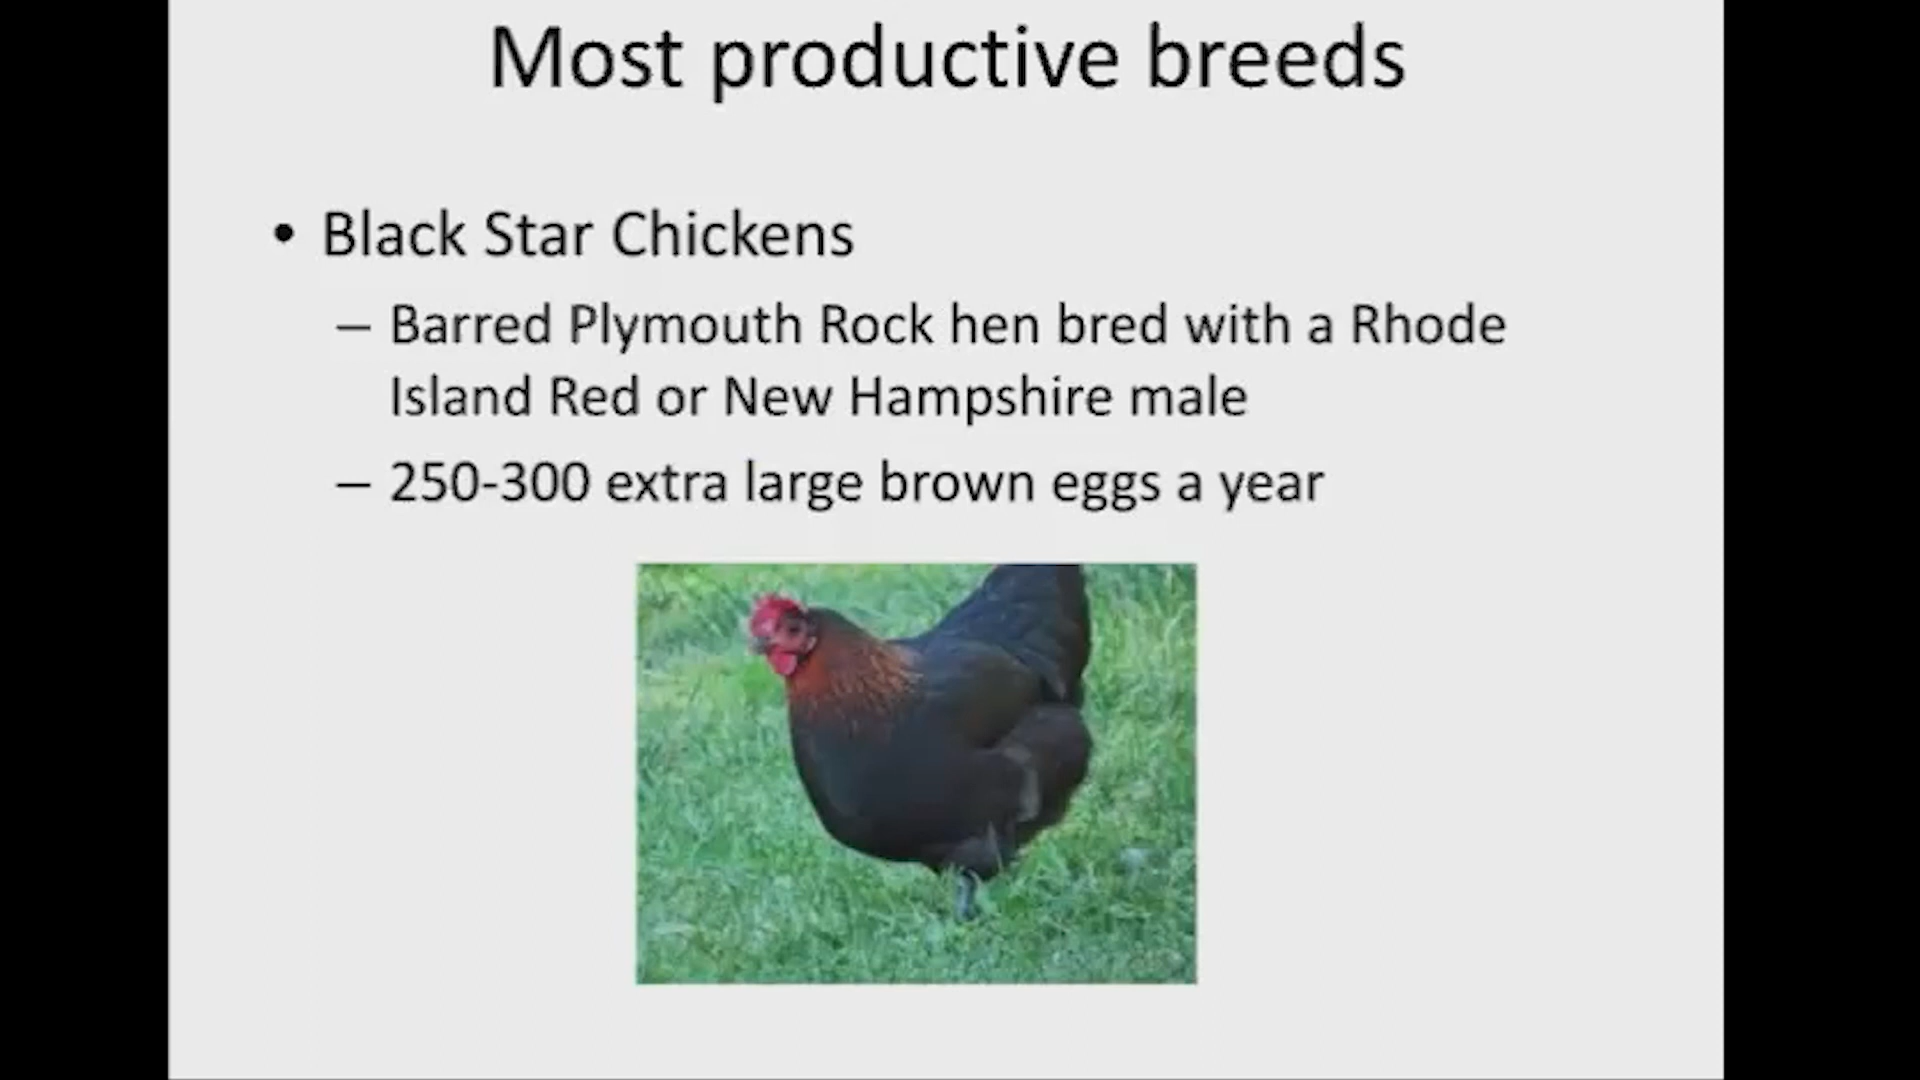 Most productive breeds
• Black Star Chickens
– Barred Plymouth Rock hen bred with a Rhode
Island Red or New Hampshire male
– 250-300 extra large brown eggs a year